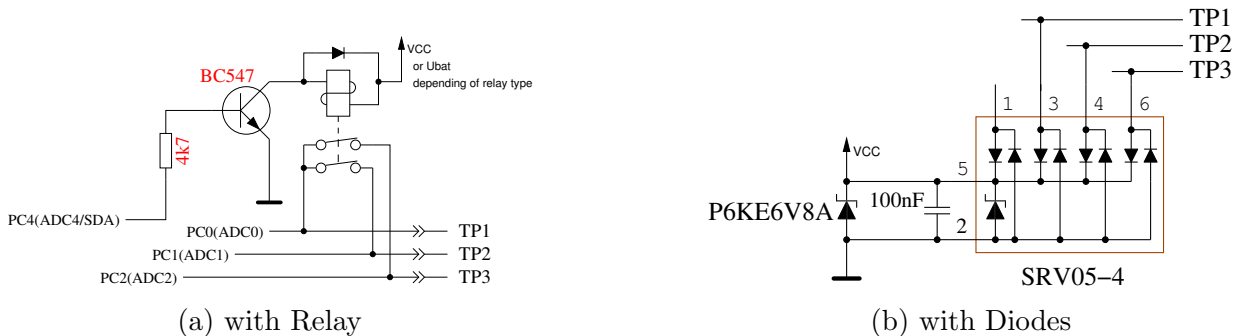 BC547
VCC
or Ubat
depending of relay type
4k7
PC4(ADC4/SDA)
PC0(ADC0)
TP1
PC1(ADC1)
TP2
PC2(ADC2)
TP3
(a) with Relay
TP1
TP2
TP3
1
3
4
6
VCC
5
P6KE6V8A
100nF
2
SRV05−4
(b) with Diodes